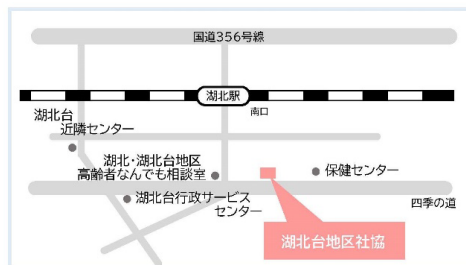 国道356号線
湖北駅
南口
湖北台
近隣センター
湖北・湖北台地区
高齢者なんでも相談室
保健センター
湖北台行政サービス
センター
四季の道
湖北台地区社協